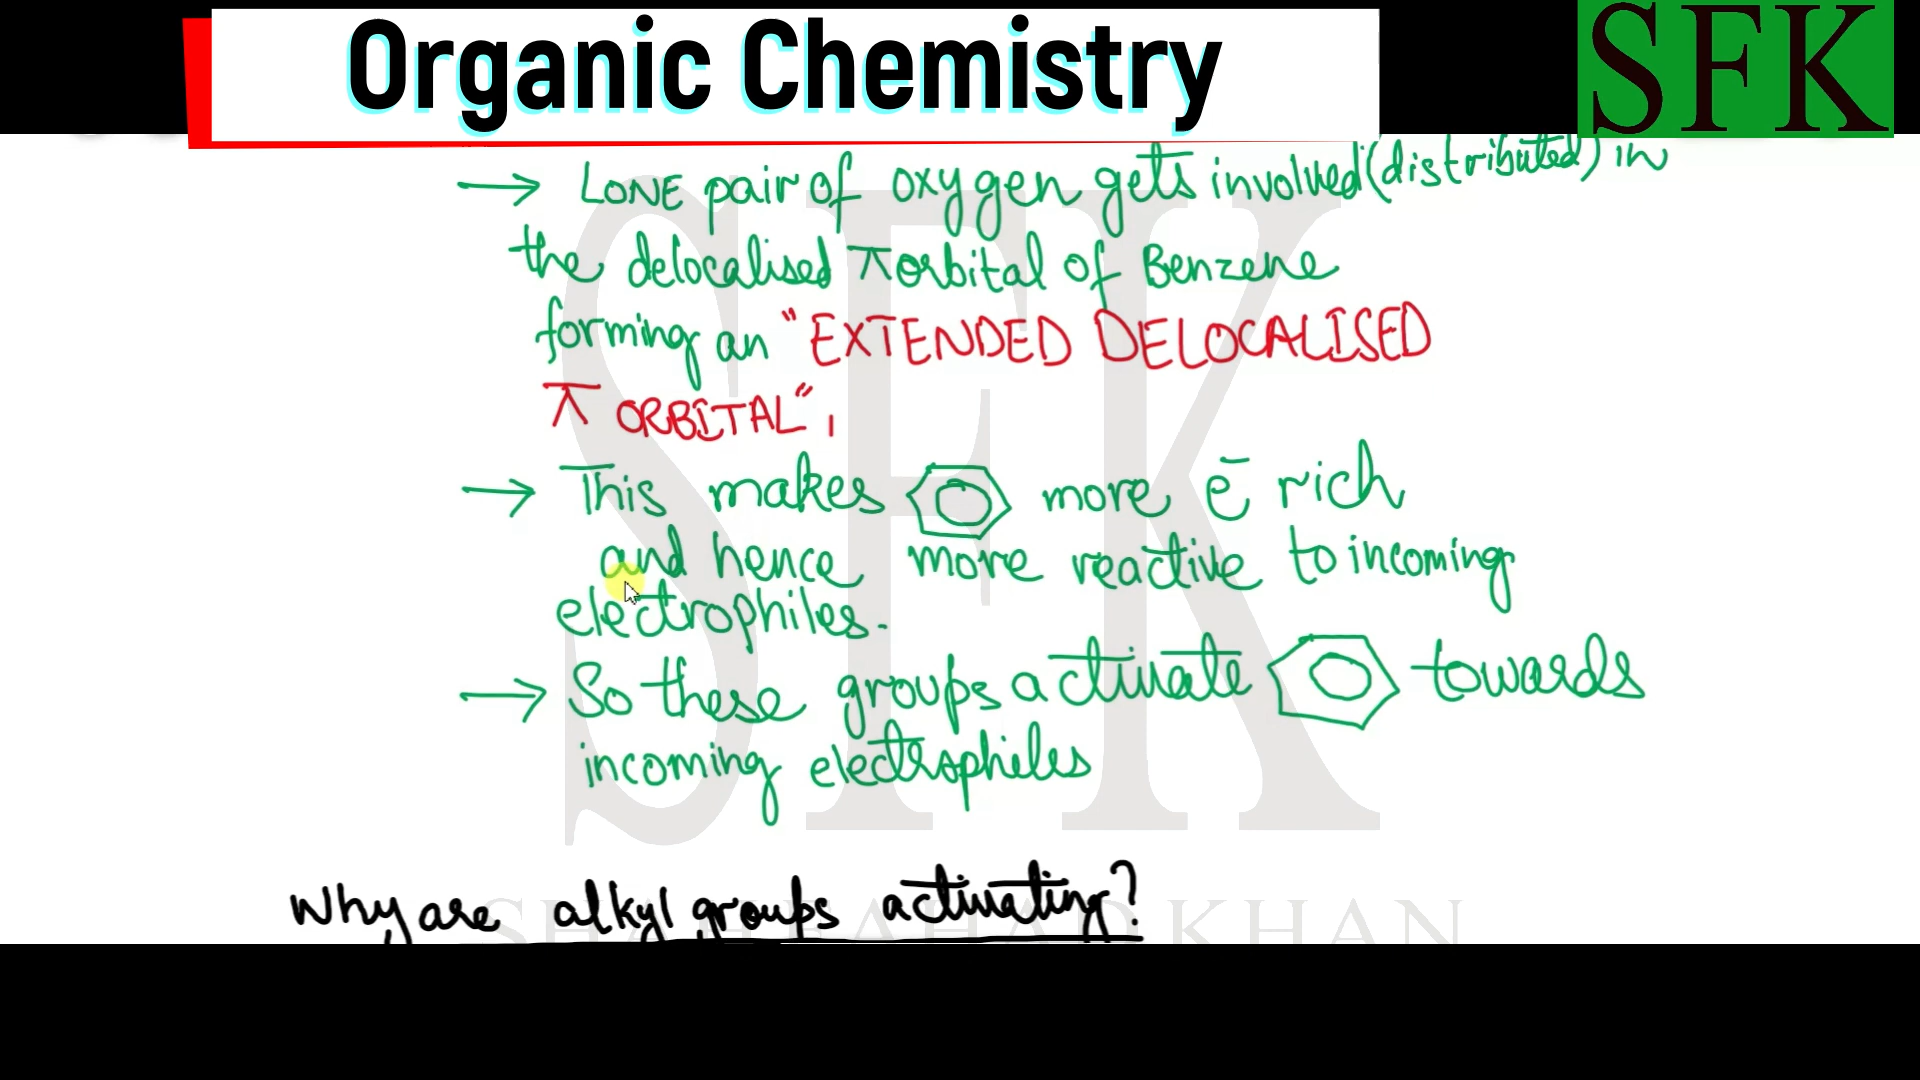 Organic Chemistry
SFK
→ LONE pair of oxygen gets involved (distributed) in
the delocalised π orbital of Benzene
forming an "EXTENDED DELOCALISED
π ORBITAL",
→ This makes more e⁻ rich
and hence more reactive to incoming
electrophiles.
→ So these groups activate towards
incoming electrophiles
Why are alkyl groups activating?
SFK
KHAN